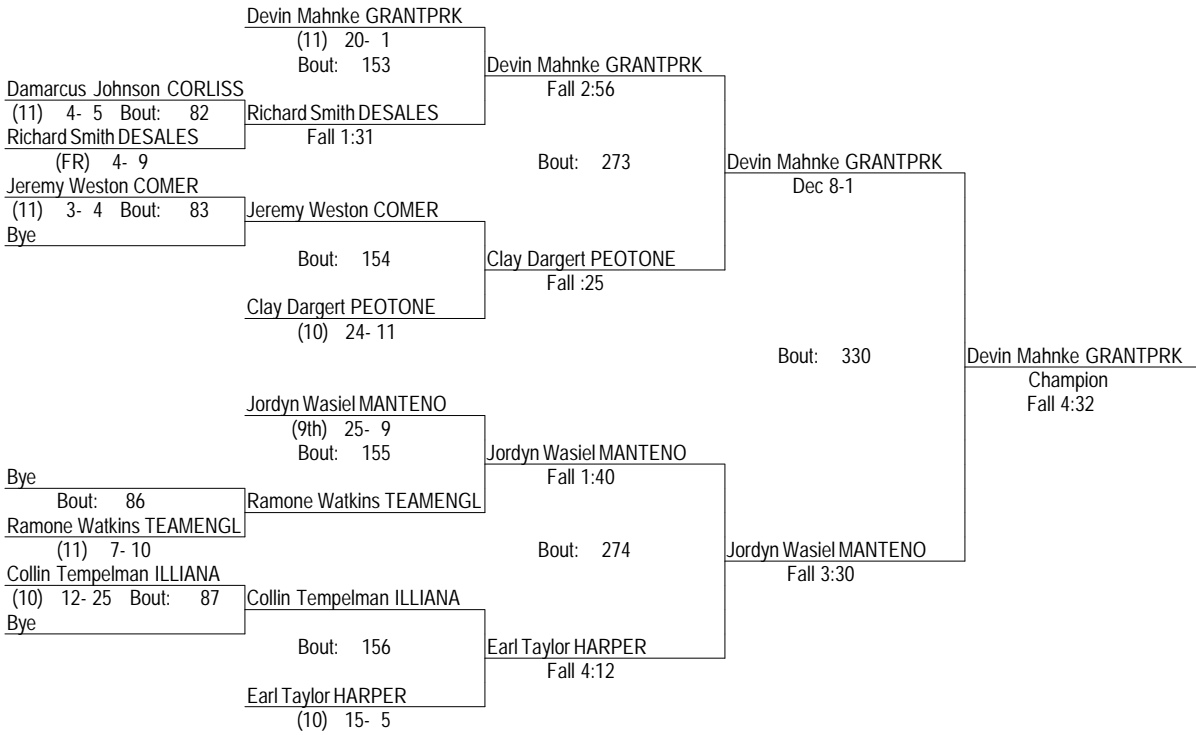 Devin Mahnke GRANTPRK
(11) 20- 1
Bout: 153
Devin Mahnke GRANTPRK
Fall 2:56
Damarcus Johnson CORLISS
(11) 4- 5 Bout: 82
Richard Smith DESALES
Fall 1:31
Richard Smith DESALES
(FR) 4- 9
Bout: 273
Devin Mahnke GRANTPRK
Dec 8-1
Jeremy Weston COMER
(11) 3- 4 Bout: 83
Jeremy Weston COMER
Bye
Bout: 154
Clay Dargert PEOTONE
Fall :25
Clay Dargert PEOTONE
(10) 24- 11
Bout: 330
Devin Mahnke GRANTPRK
Champion
Fall 4:32
Jordyn Wasiel MANTENO
(9th) 25- 9
Bout: 155
Jordyn Wasiel MANTENO
Fall 1:40
Bye
Bout: 86
Ramone Watkins TEAMENGL
Ramone Watkins TEAMENGL
(11) 7- 10
Bout: 274
Jordyn Wasiel MANTENO
Fall 3:30
Collin Tempelman ILLIANA
(10) 12- 25 Bout: 87
Collin Tempelman ILLIANA
Bye
Bout: 156
Earl Taylor HARPER
Fall 4:12
Earl Taylor HARPER
(10) 15- 5